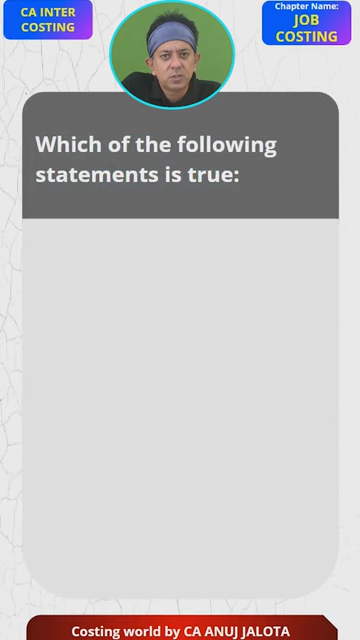 CA INTER
COSTING
Chapter Name:
JOB
COSTING
Which of the following
statements is true:
Costing world by CA ANUJ JALOTA